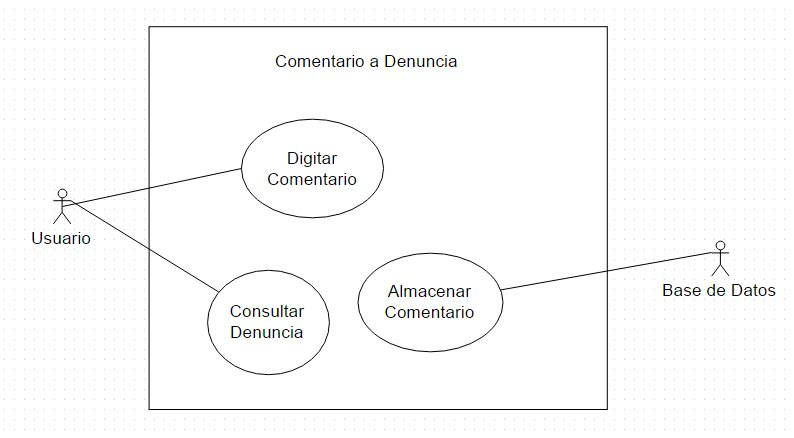 Comentario a Denuncia
Digitar
Comentario
Usuario
Consultar
Denuncia
Almacenar
Comentario
Base de Datos